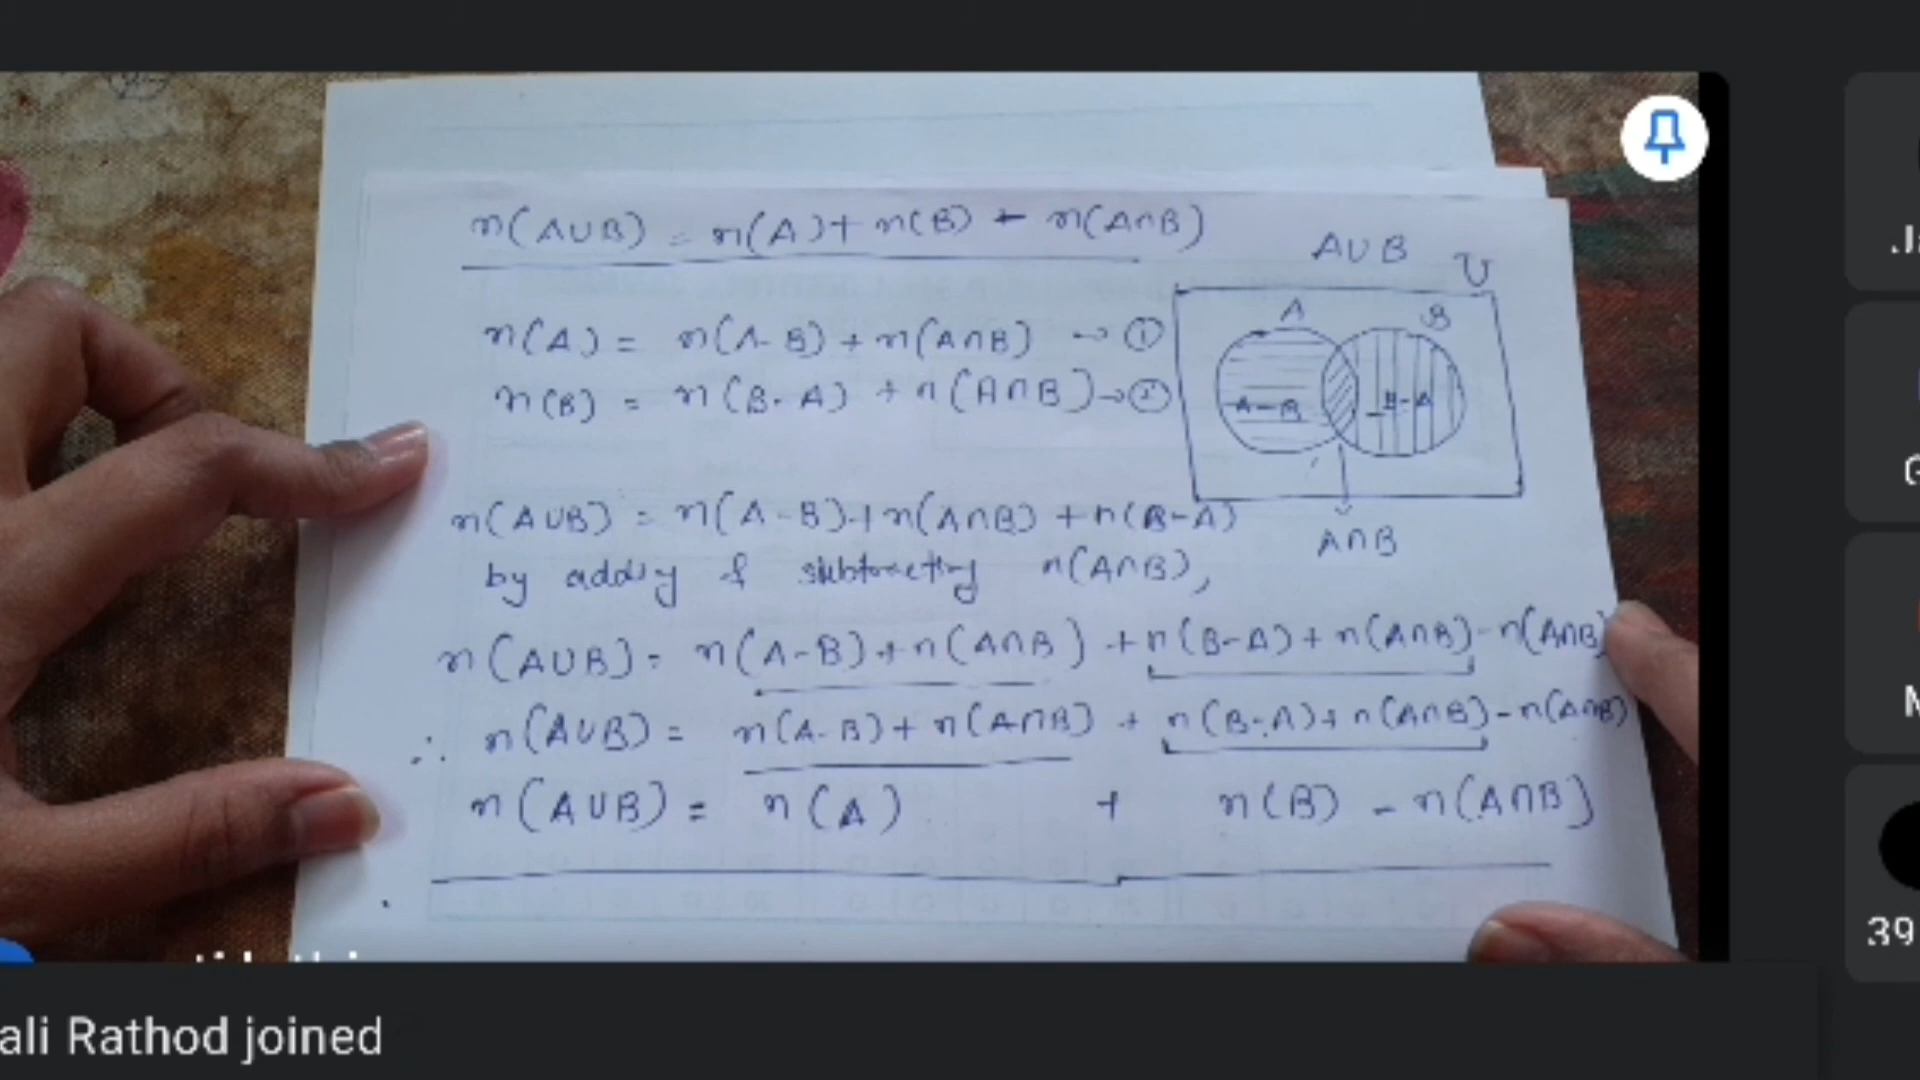 n(A∪B) = n(A)+ n(B) - n(A∩B)
A∪B
U
A
B
n(A) = n(A-B) + n(A∩B) → ①
n(B) = n(B-A) + n(A∩B) → ②
A-B
B-A
n(A∪B) = n(A-B)+n(A∩B) +n(B-A)
A∩B
by adding & subtracting n(A∩B),
n(A∪B) = n(A-B)+n(A∩B) +n(B-A)+n(A∩B)-n(A∩B)
∴ n(A∪B) = n(A-B)+n(A∩B) + n(B-A)+n(A∩B)-n(A∩B)
n(A∪B) = n(A) + n(B) - n(A∩B)
ali Rathod joined
G
M
39